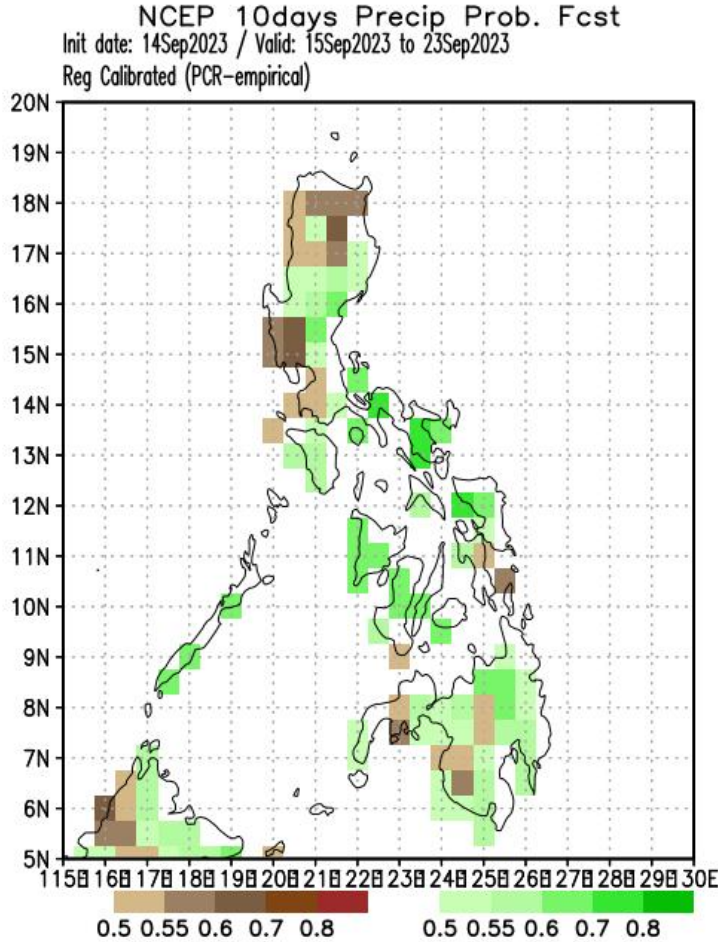 NCEP 10days Precip Prob. Fcst
Init date: 14Sep2023 / Valid: 15Sep2023 to 23Sep2023
Reg Calibrated (PCR-empirical)
20N
19N
18N
17N
16N
15N
14N
13N
12N
11N
10N
9N
8N
7N
6N
5N
115E 116E 117E 118E 119E 120E 121E 122E 123E 124E 125E 126E 127E 128E 129E 130E
0.5 0.55 0.6 0.7 0.8 0.5 0.55 0.6 0.7 0.8